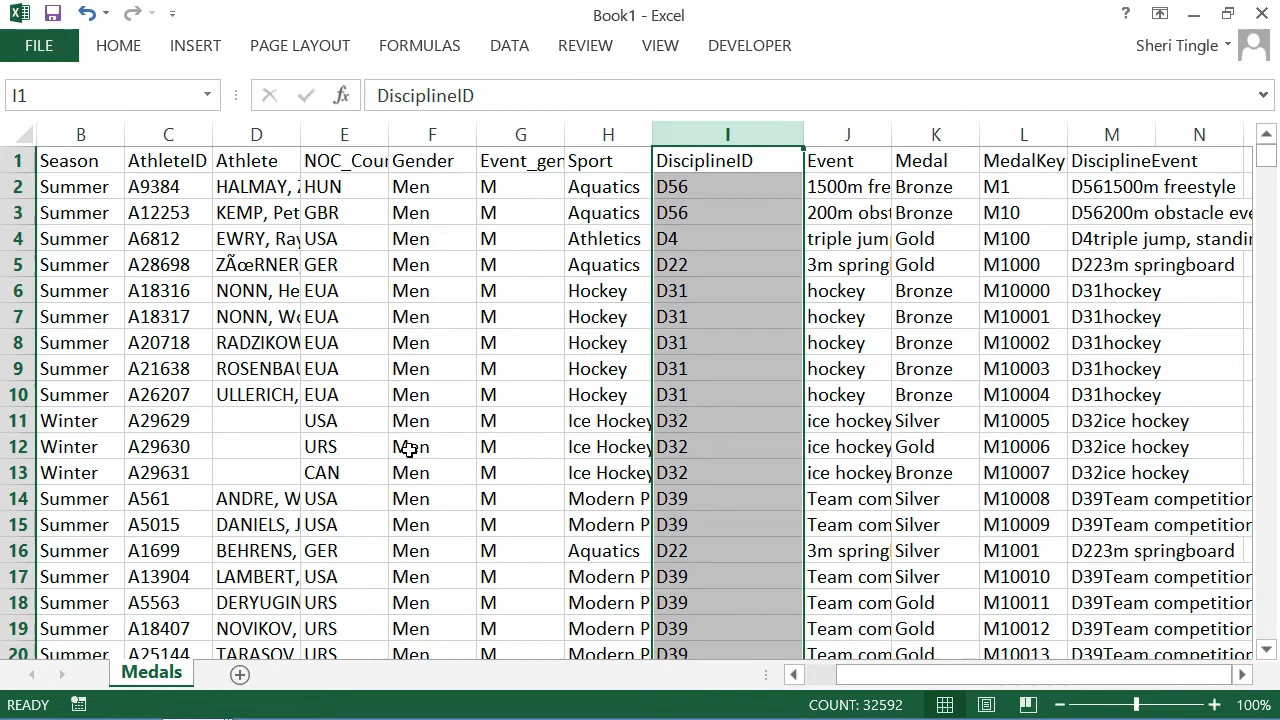 Book1 - Excel
FILE HOME INSERT PAGE LAYOUT FORMULAS DATA REVIEW VIEW DEVELOPER Sheri Tingle
I1 fx DisciplineID
B C D E F G H I J K L M N
1 Season AthleteID Athlete NOC_Cou Gender Event_gen Sport DisciplineID Event Medal MedalKey DisciplineEvent
2 Summer A9384 HALMAY, HUN Men M Aquatics D56 1500m fre Bronze M1 D561500m freestyle
3 Summer A12253 KEMP, Pet GBR Men M Aquatics D56 200m obst Bronze M10 D56200m obstacle eve
4 Summer A6812 EWRY, Ray USA Men M Athletics D4 triple jum Gold M100 D4triple jump, standin
5 Summer A28698 ZÃœRNER, GER Men M Aquatics D22 3m spring Gold M1000 D223m springboard
6 Summer A18316 NONN, He EUA Men M Hockey D31 hockey Bronze M10000 D31hockey
7 Summer A18317 NONN, Wo EUA Men M Hockey D31 hockey Bronze M10001 D31hockey
8 Summer A20718 RADZIKOW EUA Men M Hockey D31 hockey Bronze M10002 D31hockey
9 Summer A21638 ROSENBAU EUA Men M Hockey D31 hockey Bronze M10003 D31hockey
10 Summer A26207 ULLERICH, EUA Men M Hockey D31 hockey Bronze M10004 D31hockey
11 Winter A29629 USA Men M Ice Hockey D32 ice hockey Silver M10005 D32ice hockey
12 Winter A29630 URS Men M Ice Hockey D32 ice hockey Gold M10006 D32ice hockey
13 Winter A29631 CAN Men M Ice Hockey D32 ice hockey Bronze M10007 D32ice hockey
14 Summer A561 ANDRE, W USA Men M Modern P D39 Team com Silver M10008 D39Team competition
15 Summer A5015 DANIELS, J USA Men M Modern P D39 Team com Silver M10009 D39Team competition
16 Summer A1699 BEHRENS, GER Men M Aquatics D22 3m spring Silver M1001 D223m springboard
17 Summer A13904 LAMBERT, USA Men M Modern P D39 Team com Silver M10010 D39Team competition
18 Summer A5563 DERYUGIN URS Men M Modern P D39 Team com Gold M10011 D39Team competition
19 Summer A18407 NOVIKOV, URS Men M Modern P D39 Team com Gold M10012 D39Team competition
20 Summer A25144 TARASOV, URS Men M Modern P D39 Team com Gold M10013 D39Team competition
Medals
READY COUNT: 32592 100%